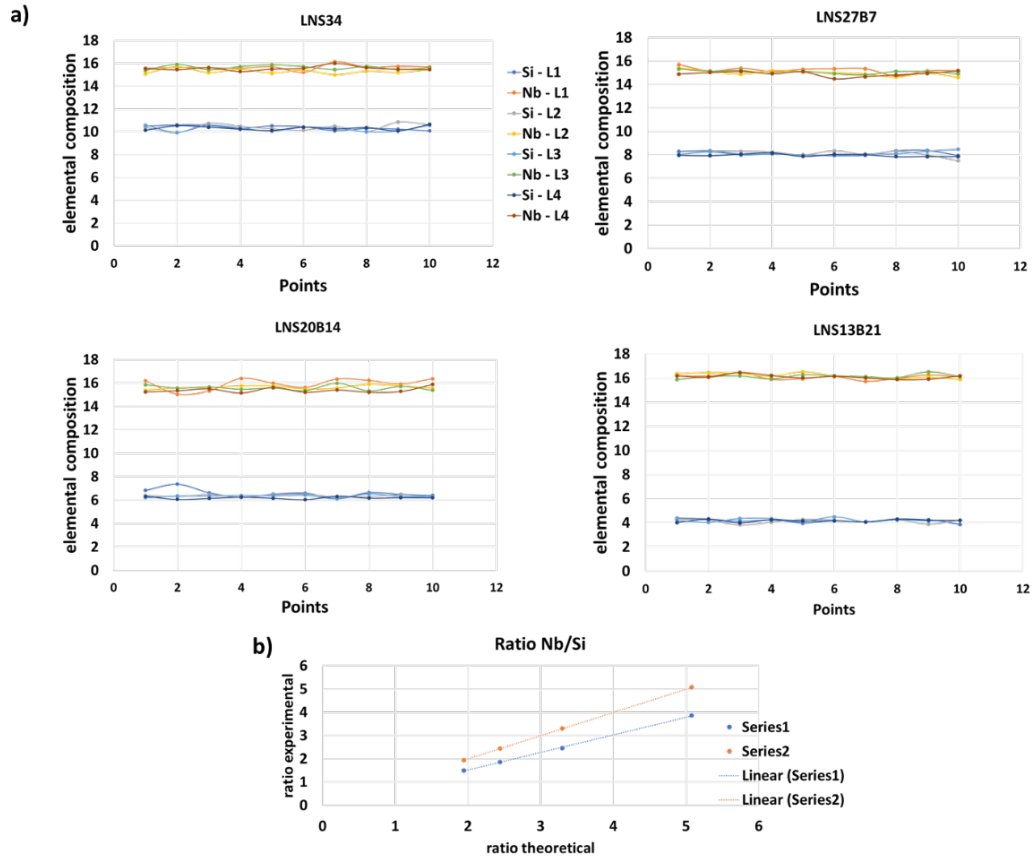 a)
LNS34
18
16
14
12
10
8
6
4
2
0
0 2 4 6 8 10 12
elemental composition
Points
Si - L1
Nb - L1
Si - L2
Nb - L2
Si - L3
Nb - L3
Si - L4
Nb - L4
LNS27B7
18
16
14
12
10
8
6
4
2
0
0 2 4 6 8 10 12
elemental composition
Points
LNS20B14
18
16
14
12
10
8
6
4
2
0
0 2 4 6 8 10 12
elemental composition
Points
LNS13B21
18
16
14
12
10
8
6
4
2
0
0 2 4 6 8 10 12
elemental composition
Points
b)
Ratio Nb/Si
6
5
4
3
2
1
0
0 1 2 3 4 5 6
ratio experimental
ratio theoretical
Series1
Series2
Linear (Series1)
Linear (Series2)